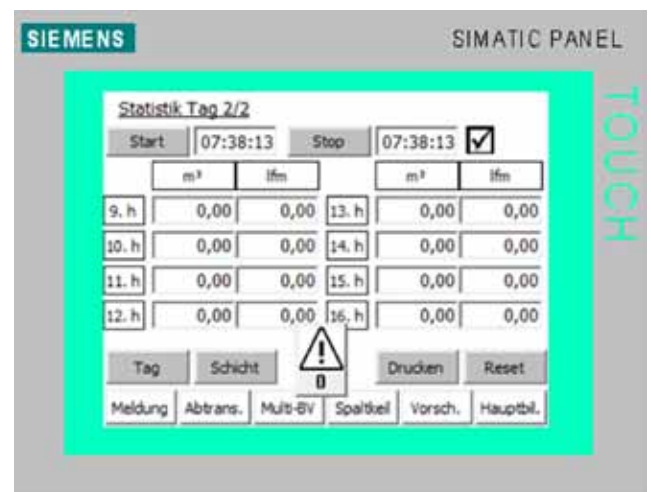 SIEMENS SIMATIC PANEL
TOUCH
Statistik Tag 2/2
Start 07:38:13 Stop 07:38:13
m³ lfm m³ lfm
9. h 0,00 0,00 13. h 0,00 0,00
10. h 0,00 0,00 14. h 0,00 0,00
11. h 0,00 0,00 15. h 0,00 0,00
12. h 0,00 0,00 16. h 0,00 0,00
Tag Schicht ! 0 Drucken Reset
Meldung Abtrans. Multi-BV Spaltkeil Vorsch. Hauptbil.